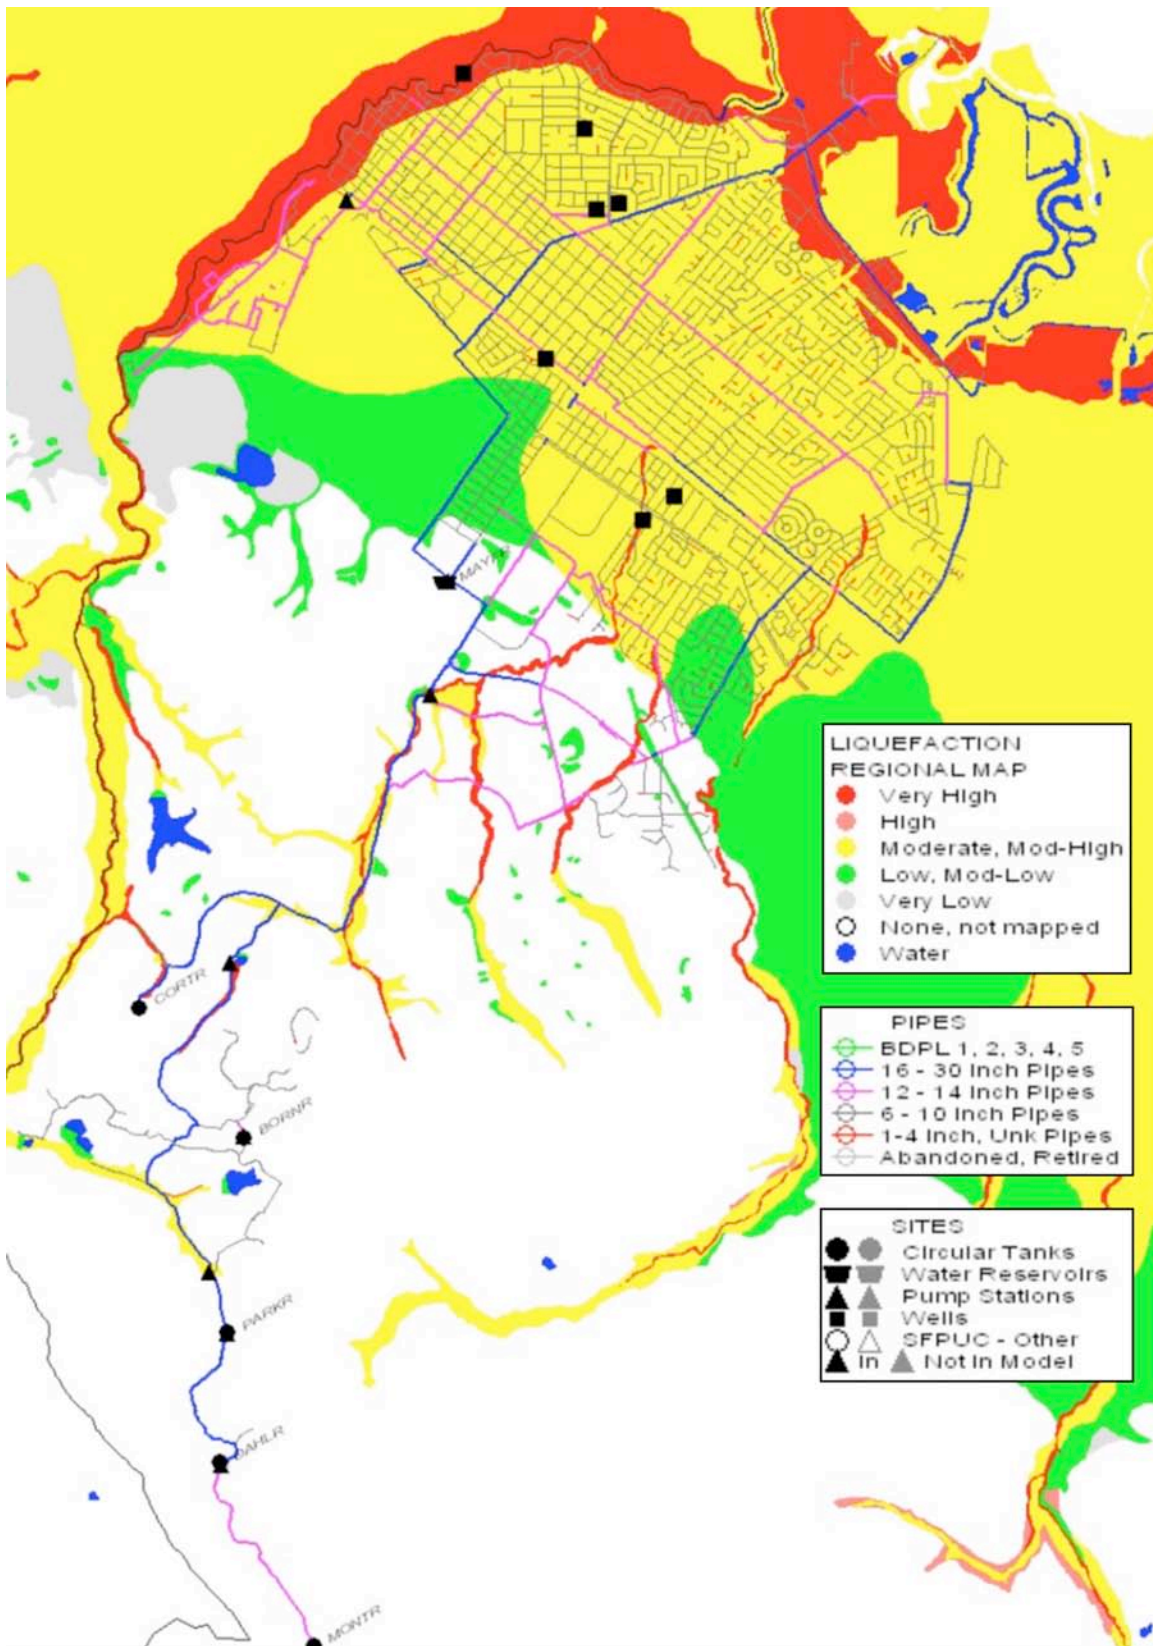 MAYFR
LIQUEFACTION
REGIONAL MAP
Very High
High
Moderate, Mod-High
Low, Mod-Low
Very Low
None, not mapped
Water
CORTR
PIPES
BDPL 1, 2, 3, 4, 5
16 - 30 Inch Pipes
12 - 14 Inch Pipes
6 - 10 Inch Pipes
1-4 Inch, Unk Pipes
Abandoned, Retired
BORNR
SITES
Circular Tanks
Water Reservoirs
Pump Stations
Wells
SFPUC - Other
In Not In Model
PARKR
DAHLR
MONTR